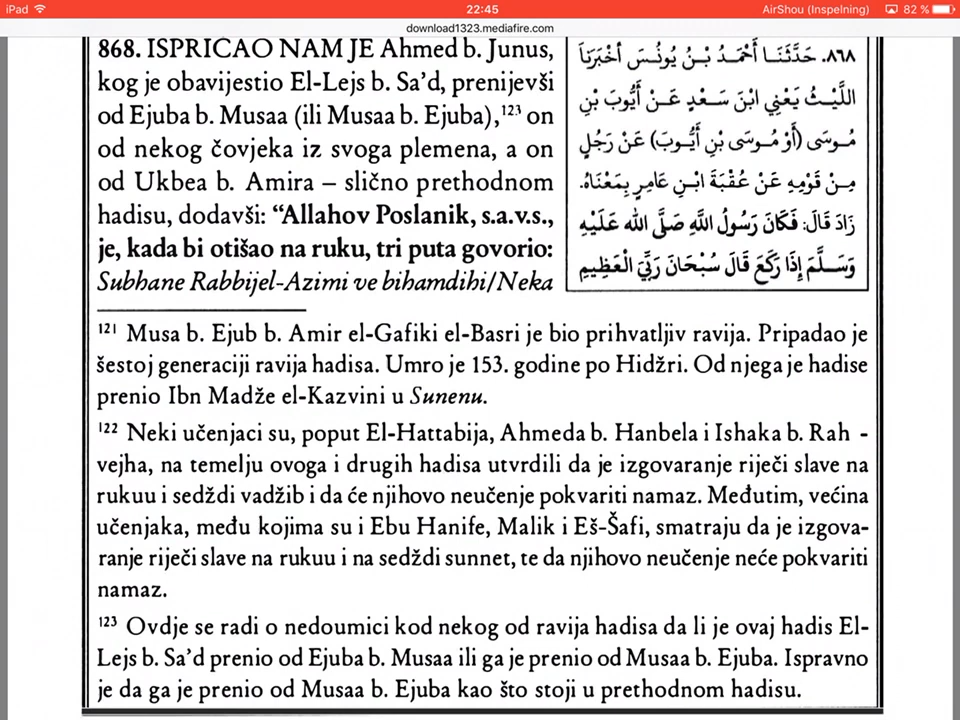 iPad 22:45 AirShou (Inspelning) 82 %
download1323.mediafire.com
868. ISPRIČAO NAM JE Ahmed b. Junus,
kog je obavijestio El-Lejs b. Sa’d, prenijevši
od Ejuba b. Musaa (ili Musaa b. Ejuba),¹²³ on
od nekog čovjeka iz svoga plemena, a on
od Ukbea b. Amira – slično prethodnom
hadisu, dodavši: “Allahov Poslanik, s.a.v.s.,
je, kada bi otišao na ruku, tri puta govorio:
Subhane Rabbijel-Azimi ve bihamdihi/Neka
٨٦٨. حَدَّثَنَا أَحْمَدُ بْنُ يُونُسَ أَخْبَرَنَا
اللَّيْثُ يَعْنِي ابْنَ سَعْدٍ عَنْ أَيُّوبَ بْنِ
مُوسَى (أَوْ مُوسَى بْنِ أَيُّوبَ) عَنْ رَجُلٍ
مِنْ قَوْمِهِ عَنْ عُقْبَةَ ابْنِ عَامِرٍ بِمَعْنَاهُ.
زَادَ قَالَ: فَكَانَ رَسُولُ اللَّهِ صَلَّى الله عَلَيْهِ
وَسَلَّمَ إِذَا رَكَعَ قَالَ سُبْحَانَ رَبِّيَ الْعَظِيمِ
¹²¹ Musa b. Ejub b. Amir el-Gafiki el-Basri je bio prihvatljiv ravija. Pripadao je
šestoj generaciji ravija hadisa. Umro je 153. godine po Hidžri. Od njega je hadise
prenio Ibn Madže el-Kazvini u Sunenu.
¹²² Neki učenjaci su, poput El-Hattabija, Ahmeda b. Hanbela i Ishaka b. Rah -
vejha, na temelju ovoga i drugih hadisa utvrdili da je izgovaranje riječi slave na
rukuu i sedždi vadžib i da će njihovo neučenje pokvariti namaz. Međutim, većina
učenjaka, među kojima su i Ebu Hanife, Malik i Eš-Šafi, smatraju da je izgova-
ranje riječi slave na rukuu i na sedždi sunnet, te da njihovo neučenje neće pokvariti
namaz.
¹²³ Ovdje se radi o nedoumici kod nekog od ravija hadisa da li je ovaj hadis El-
Lejs b. Sa’d prenio od Ejuba b. Musaa ili ga je prenio od Musaa b. Ejuba. Ispravno
je da ga je prenio od Musaa b. Ejuba kao što stoji u prethodnom hadisu.